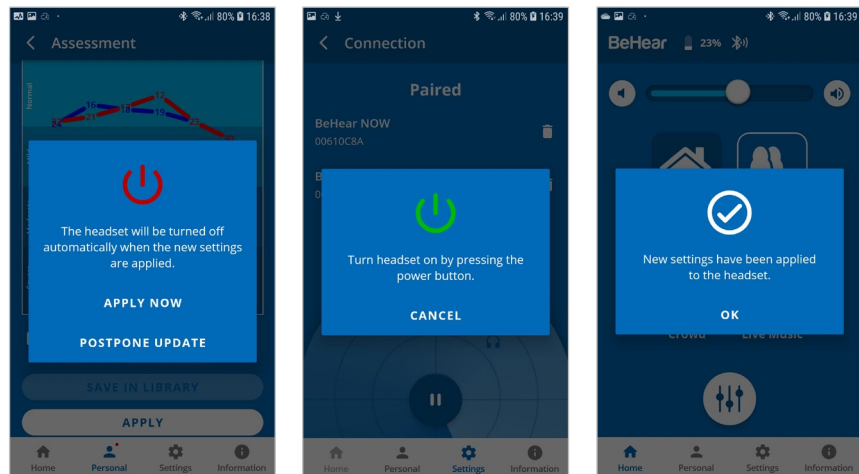 80% 16:38
Assessment
Normal
16
12
22
24
21
17
18
19
23
The headset will be turned off
automatically when the new settings
are applied.
APPLY NOW
POSTPONE UPDATE
SAVE IN LIBRARY
APPLY
Home Personal Settings Information
80% 16:39
Connection
Paired
BeHear NOW
00610C8A
B
0
Turn headset on by pressing the
power button.
CANCEL
Home Personal Settings Information
80% 16:39
BeHear 23%
New settings have been applied
to the headset.
OK
Crowd Live Music
Home Personal Settings Information